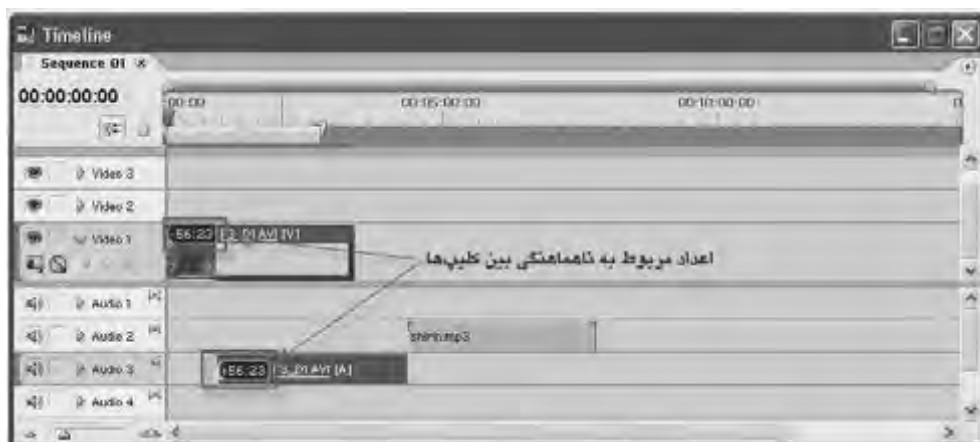 Timeline
Sequence 01 ×
00:00:00:00
00:00 00:05:00:00 00:10:00:00 0
Video 3
Video 2
-56:23 [V]
Video 1
اعداد مربوط به ناهماهنگی بین کلیپ‌ها
Audio 1
Audio 2 shirin.mp3
Audio 3 +56:23 [A]
Audio 4